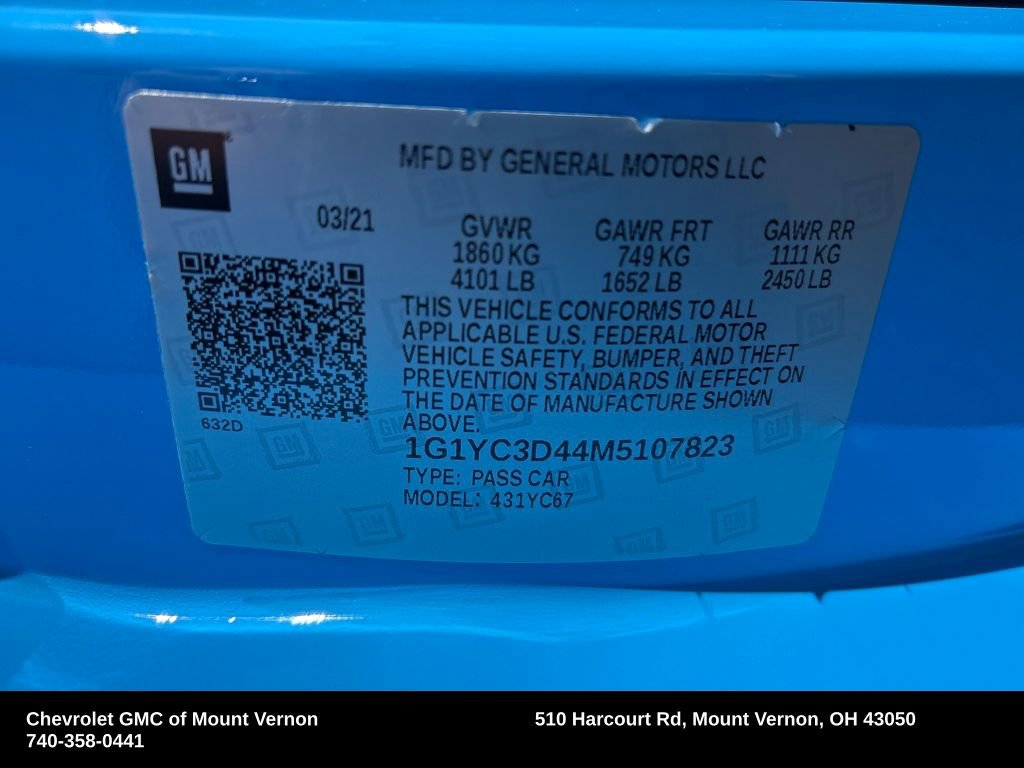 GM
MFD BY GENERAL MOTORS LLC
03/21
GVWR GAWR FRT GAWR RR
1860 KG 749 KG 1111 KG
4101 LB 1652 LB 2450 LB
THIS VEHICLE CONFORMS TO ALL
APPLICABLE U.S. FEDERAL MOTOR
VEHICLE SAFETY, BUMPER, AND THEFT
PREVENTION STANDARDS IN EFFECT ON
THE DATE OF MANUFACTURE SHOWN
ABOVE.
632D
1G1YC3D44M5107823
TYPE: PASS CAR
MODEL: 431YC67
Chevrolet GMC of Mount Vernon 510 Harcourt Rd, Mount Vernon, OH 43050
740-358-0441